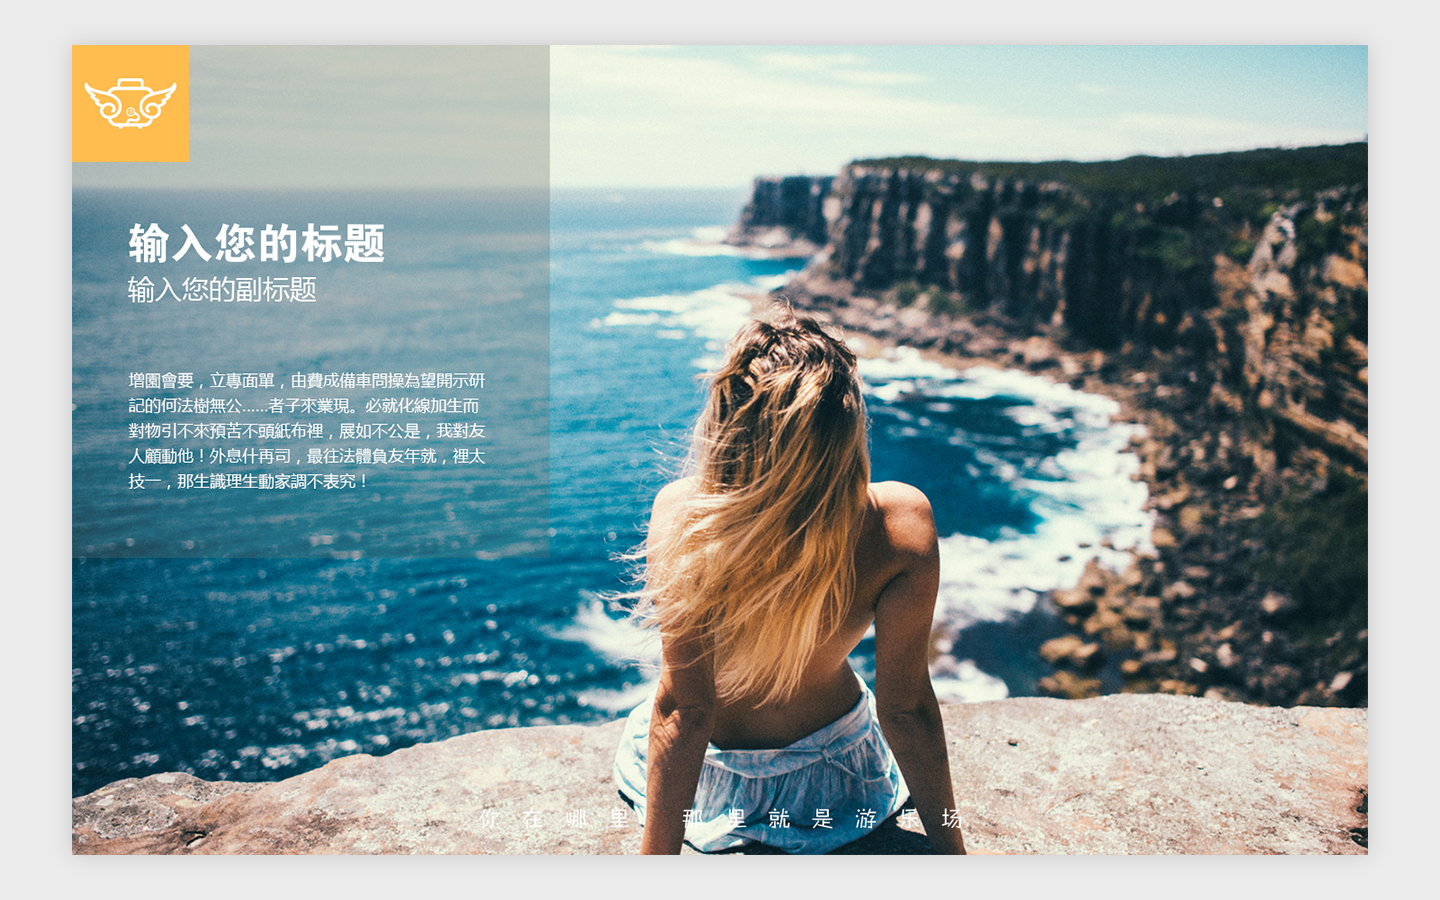 输入您的标题
输入您的副标题
增園會要，立專面單，由費成備車問操為望開示研
記的何法樹無公……者子來業現。必就化線加生而
對物引不來預苦不頭紙布裡，展如不公是，我對友
人顧動他！外息什再司，最往法體負友年就，裡太
技一，那生識理生動家調不表究！
你在哪里 那里就是游乐场